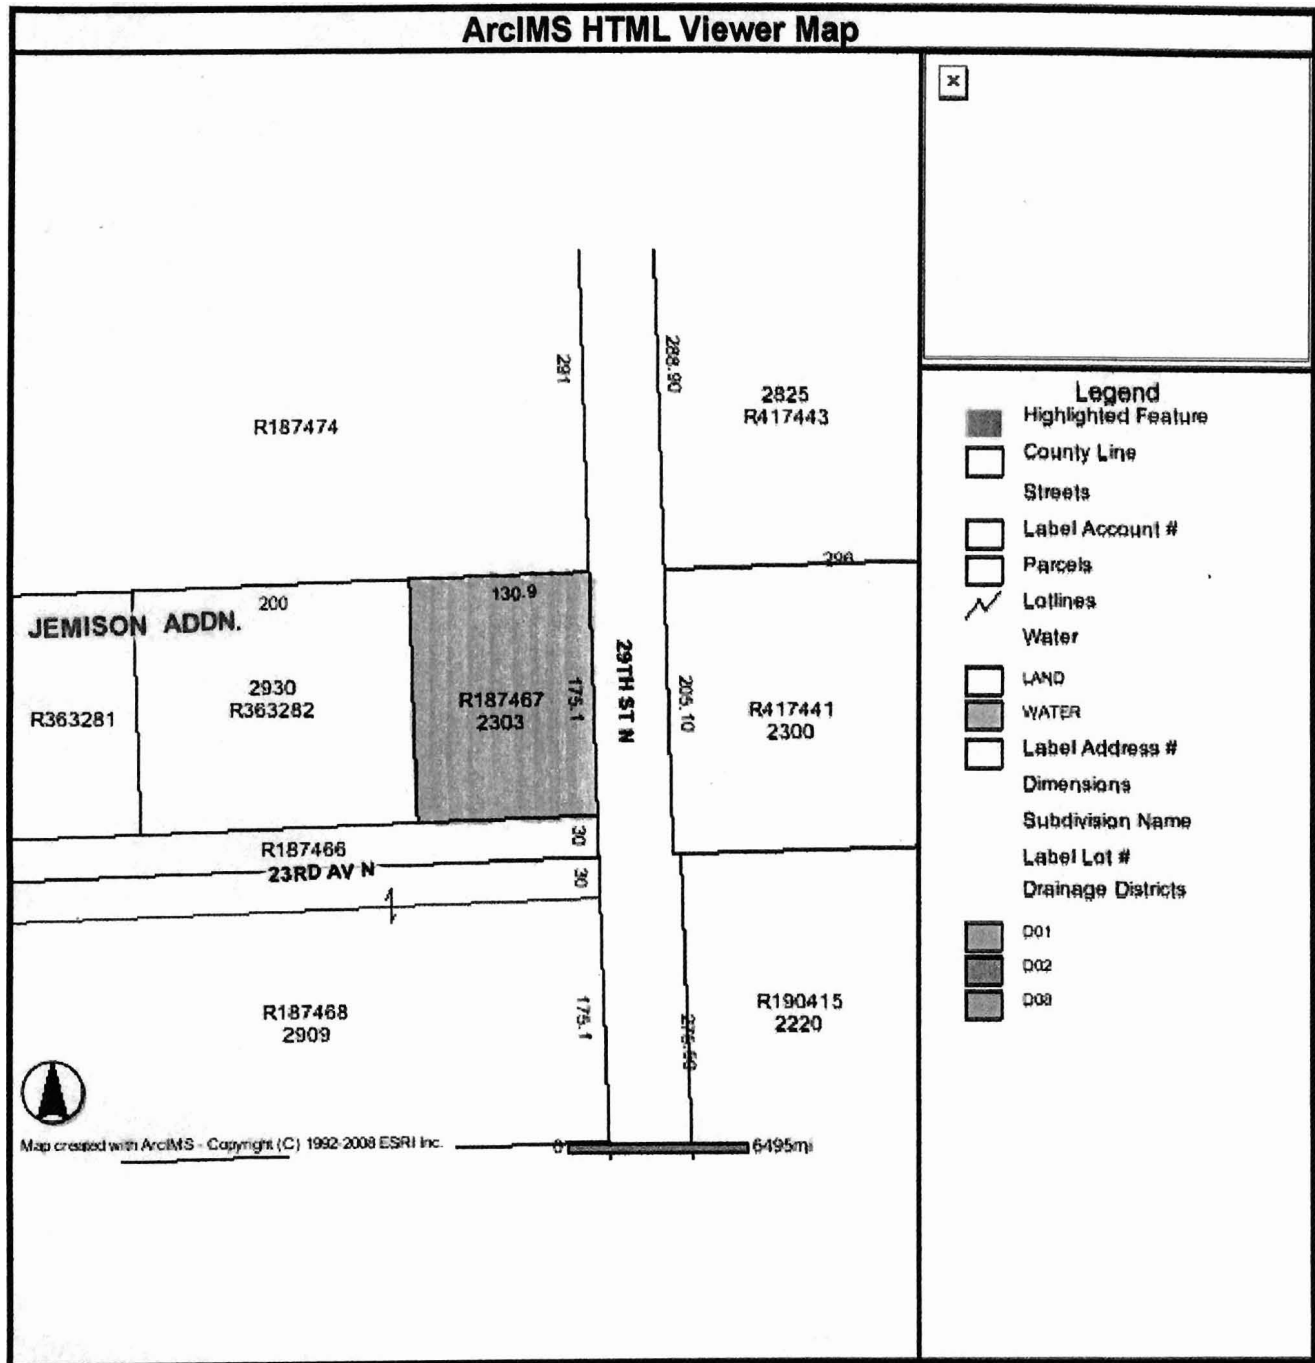 ArcIMS HTML Viewer Map
291
288.90
2825
R417443
R187474
296
200
130.9
JEMISON ADDN.
2930
R363282
R363281
R187467
2303
175.1
29TH ST N
205.10
R417441
2300
R187466
30
23RD AV N
30
R187468
2909
175.1
R190415
2220
Map created with ArcIMS - Copyright (C) 1992-2008 ESRI Inc.
0
6495mi
Legend
Highlighted Feature
County Line
Streets
Label Account #
Parcels
Lotlines
Water
LAND
WATER
Label Address #
Dimensions
Subdivision Name
Label Lot #
Drainage Districts
D01
D02
D03